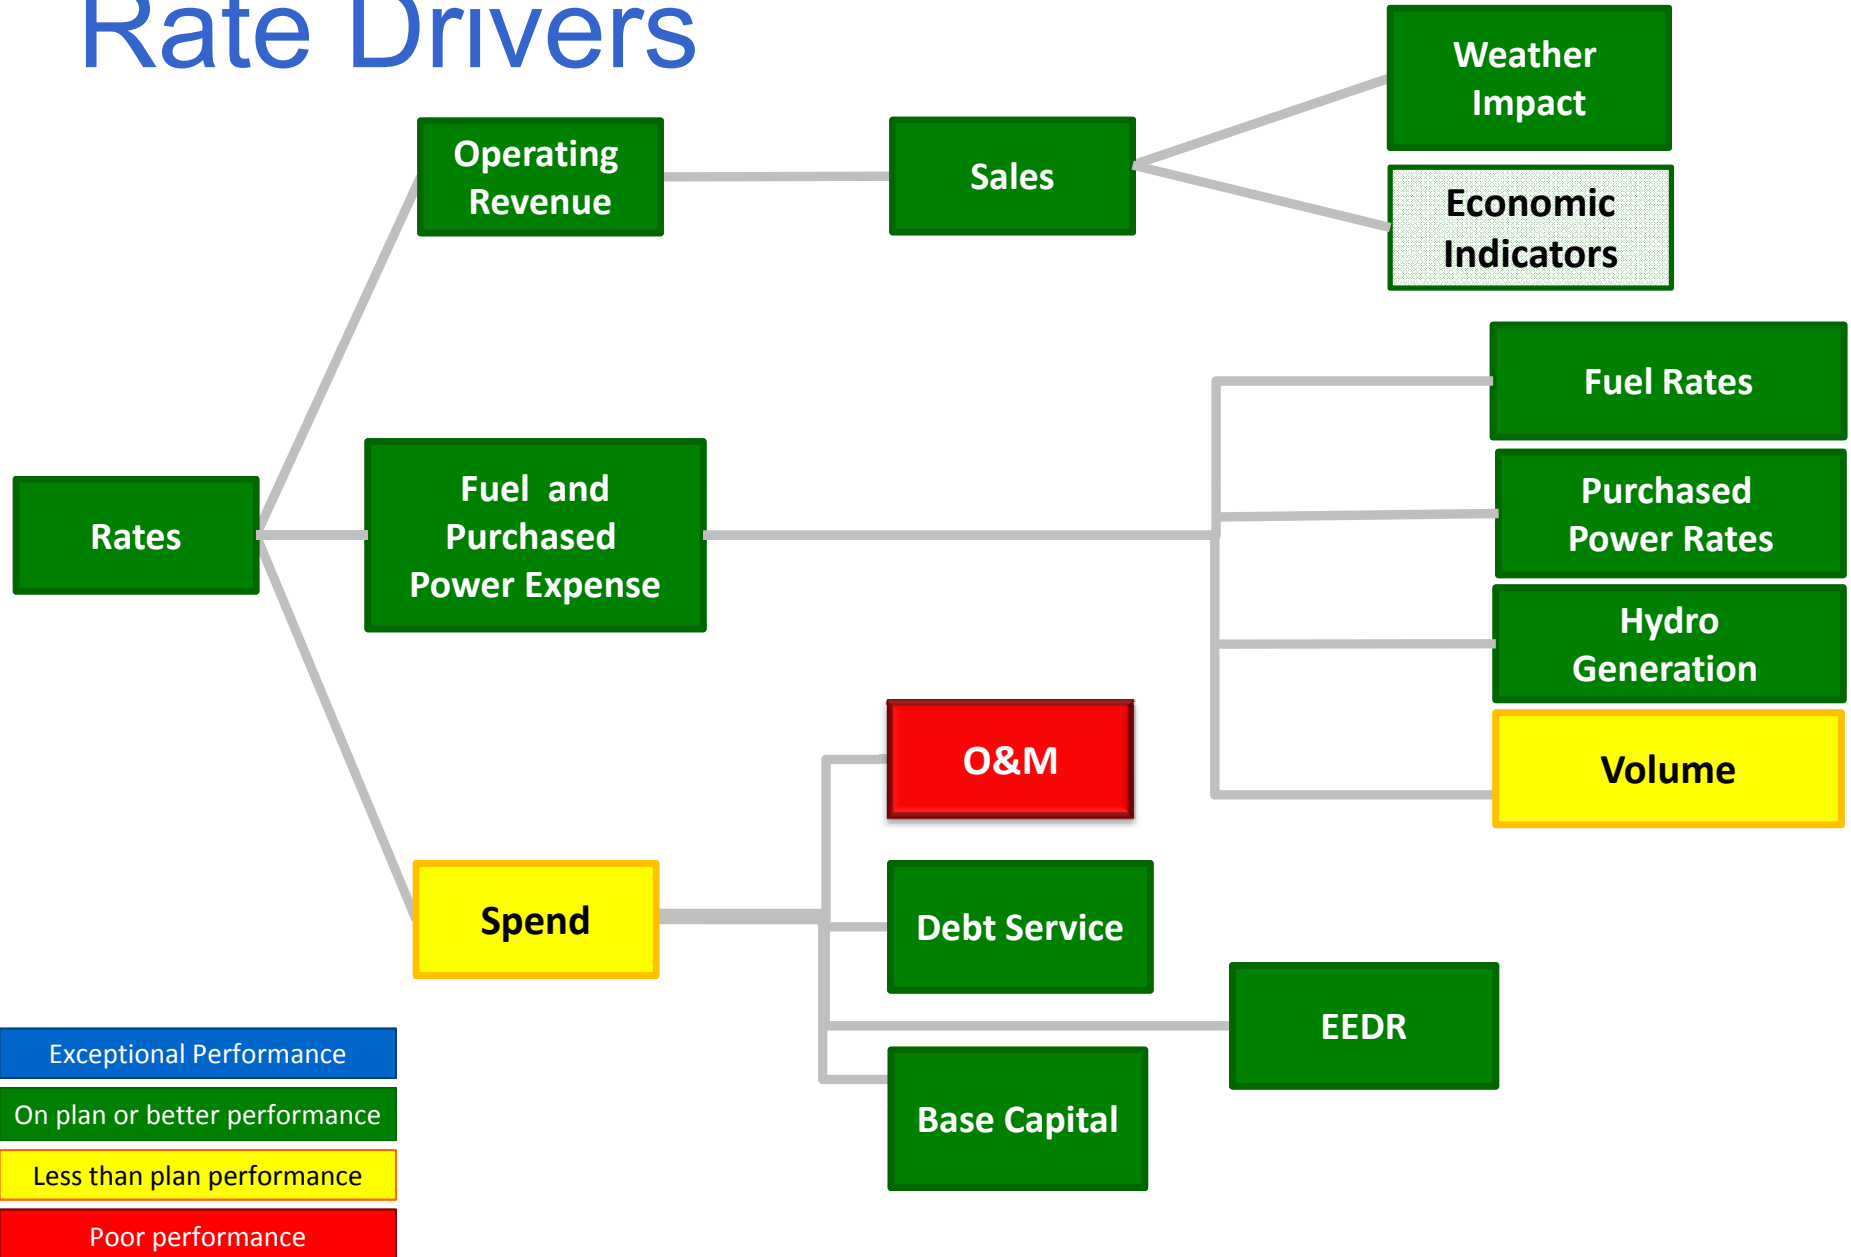 Rate Drivers
Weather
Impact
Operating
Revenue
Sales
Economic
Indicators
Fuel Rates
Rates
Fuel and
Purchased
Power Expense
Purchased
Power Rates
Hydro
Generation
Volume
O&M
Spend
Debt Service
EEDR
Base Capital
Exceptional Performance
On plan or better performance
Less than plan performance
Poor performance